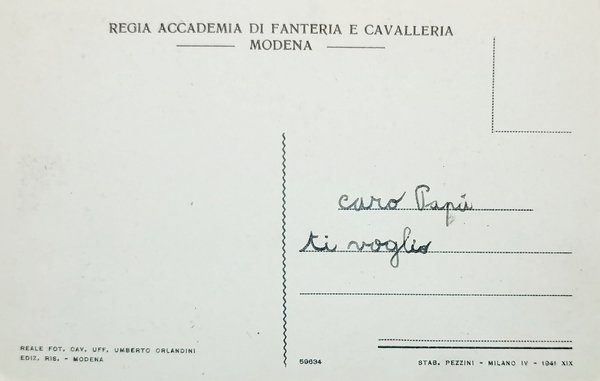 REGIA ACCADEMIA DI FANTERIA E CAVALLERIA
MODENA
caro Papà
ti voglio
REALE FOT. CAV. UFF. UMBERTO ORLANDINI
EDIZ. RIS. - MODENA
59634
STAB. PEZZINI - MILANO IV - 1941 XIX